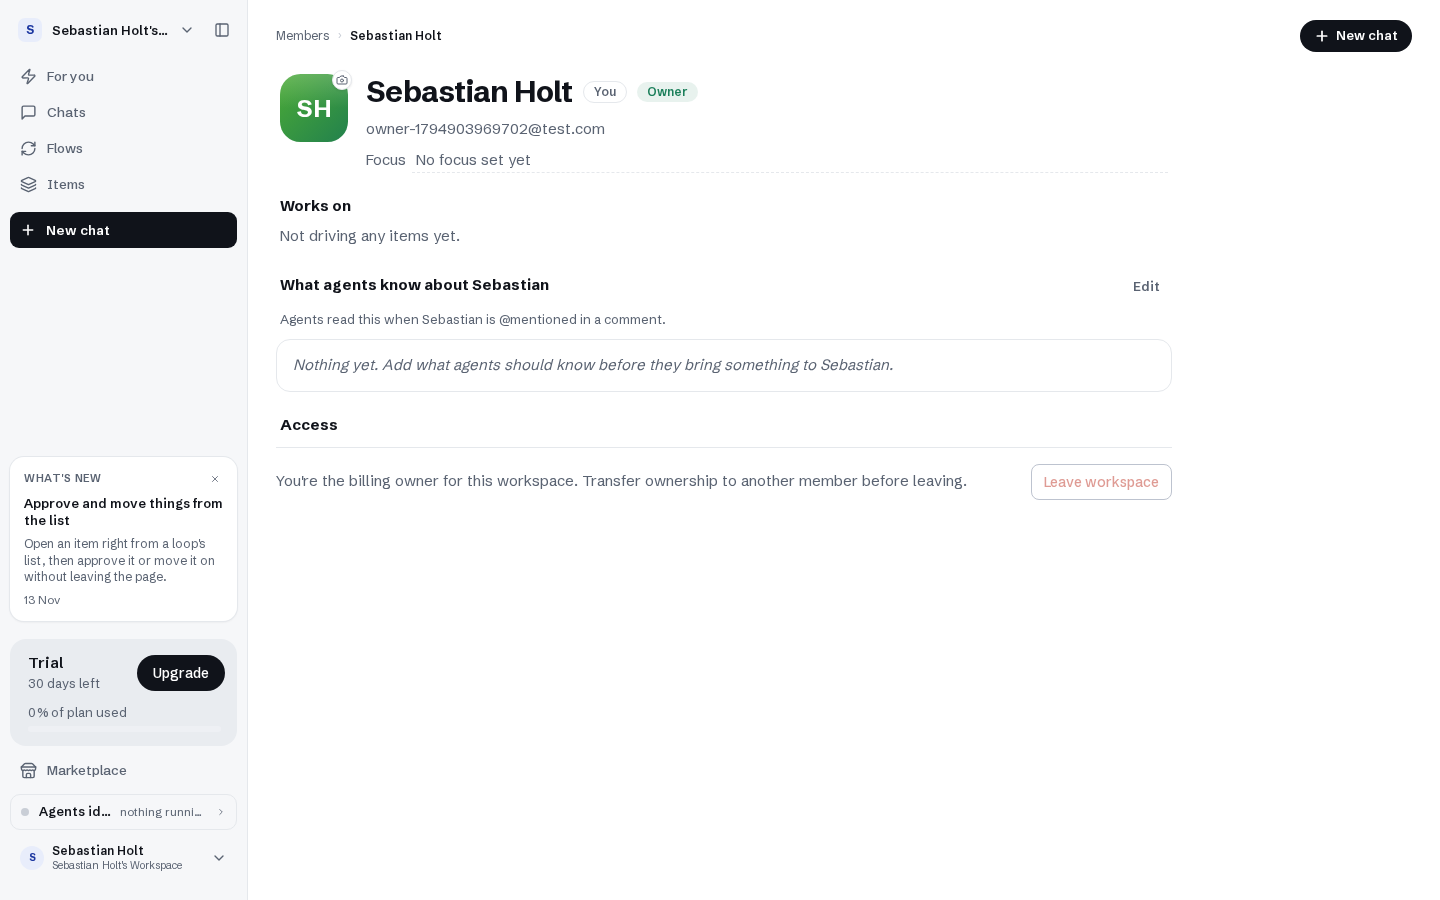 S Sebastian Holt's...
For you
Chats
Flows
Items
New chat
WHAT'S NEW
Approve and move things from
the list
Open an item right from a loop's
list, then approve it or move it on
without leaving the page.
13 Nov
Trial
30 days left
Upgrade
0% of plan used
Marketplace
Agents id... nothing runni...
S Sebastian Holt
Sebastian Holt's Workspace
Members > Sebastian Holt
New chat
SH
Sebastian Holt You Owner
owner-1794903969702@test.com
Focus No focus set yet
Works on
Not driving any items yet.
What agents know about Sebastian
Edit
Agents read this when Sebastian is @mentioned in a comment.
Nothing yet. Add what agents should know before they bring something to Sebastian.
Access
You're the billing owner for this workspace. Transfer ownership to another member before leaving.
Leave workspace